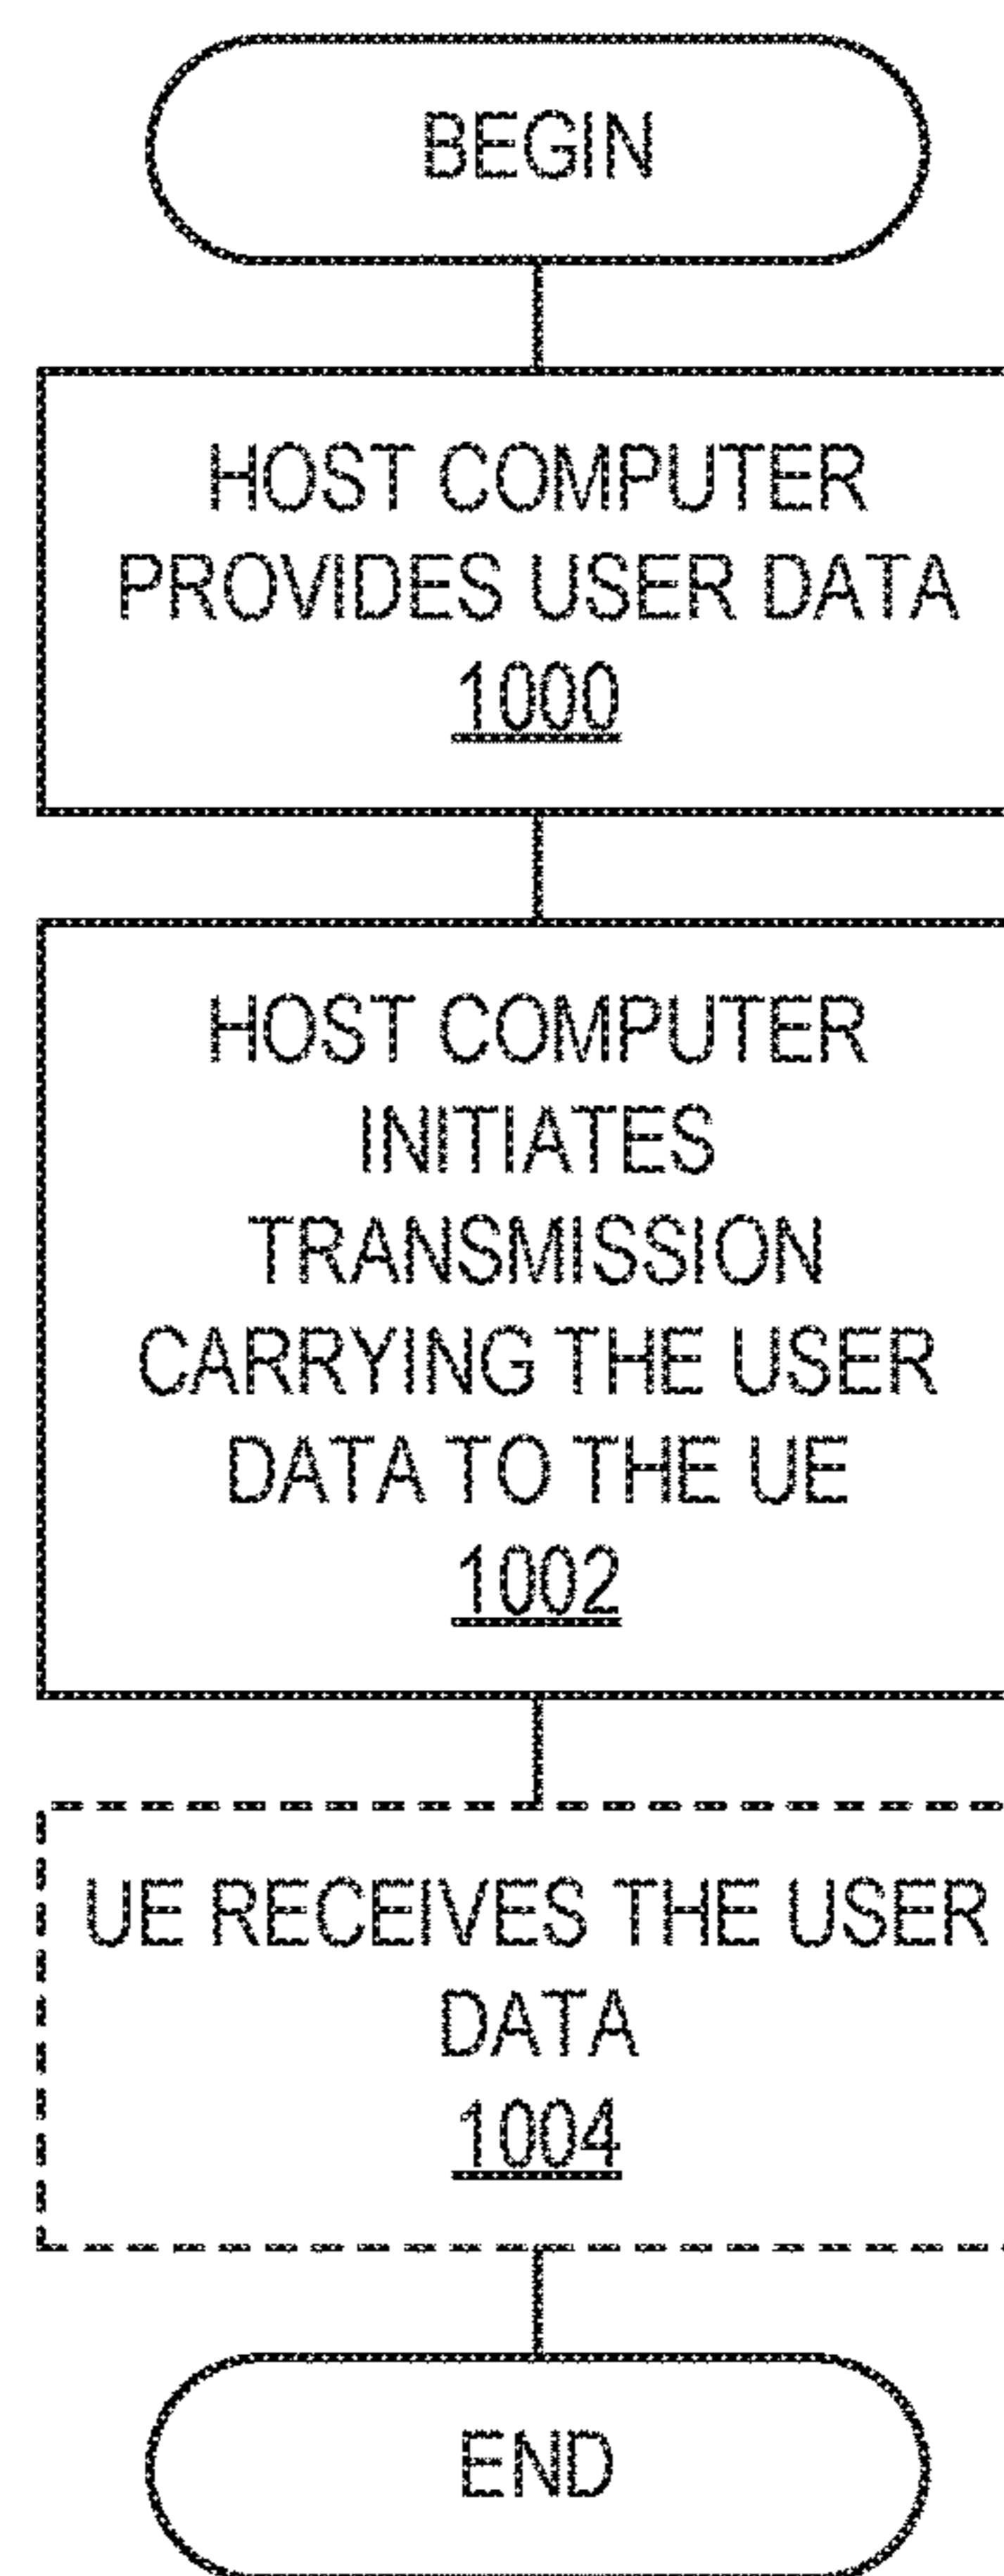 BEGIN
HOST COMPUTER
PROVIDES USER DATA
1000
HOST COMPUTER
INITIATES
TRANSMISSION
CARRYING THE USER
DATA TO THE UE
1002
UE RECEIVES THE USER
DATA
1004
END